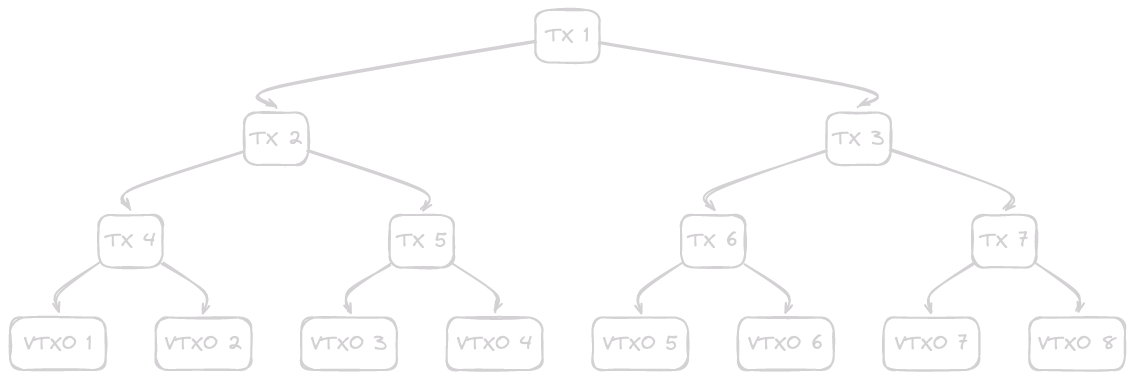 TX 1
TX 2
TX 3
TX 4
TX 5
TX 6
TX 7
VTXO 1
VTXO 2
VTXO 3
VTXO 4
VTXO 5
VTXO 6
VTXO 7
VTXO 8